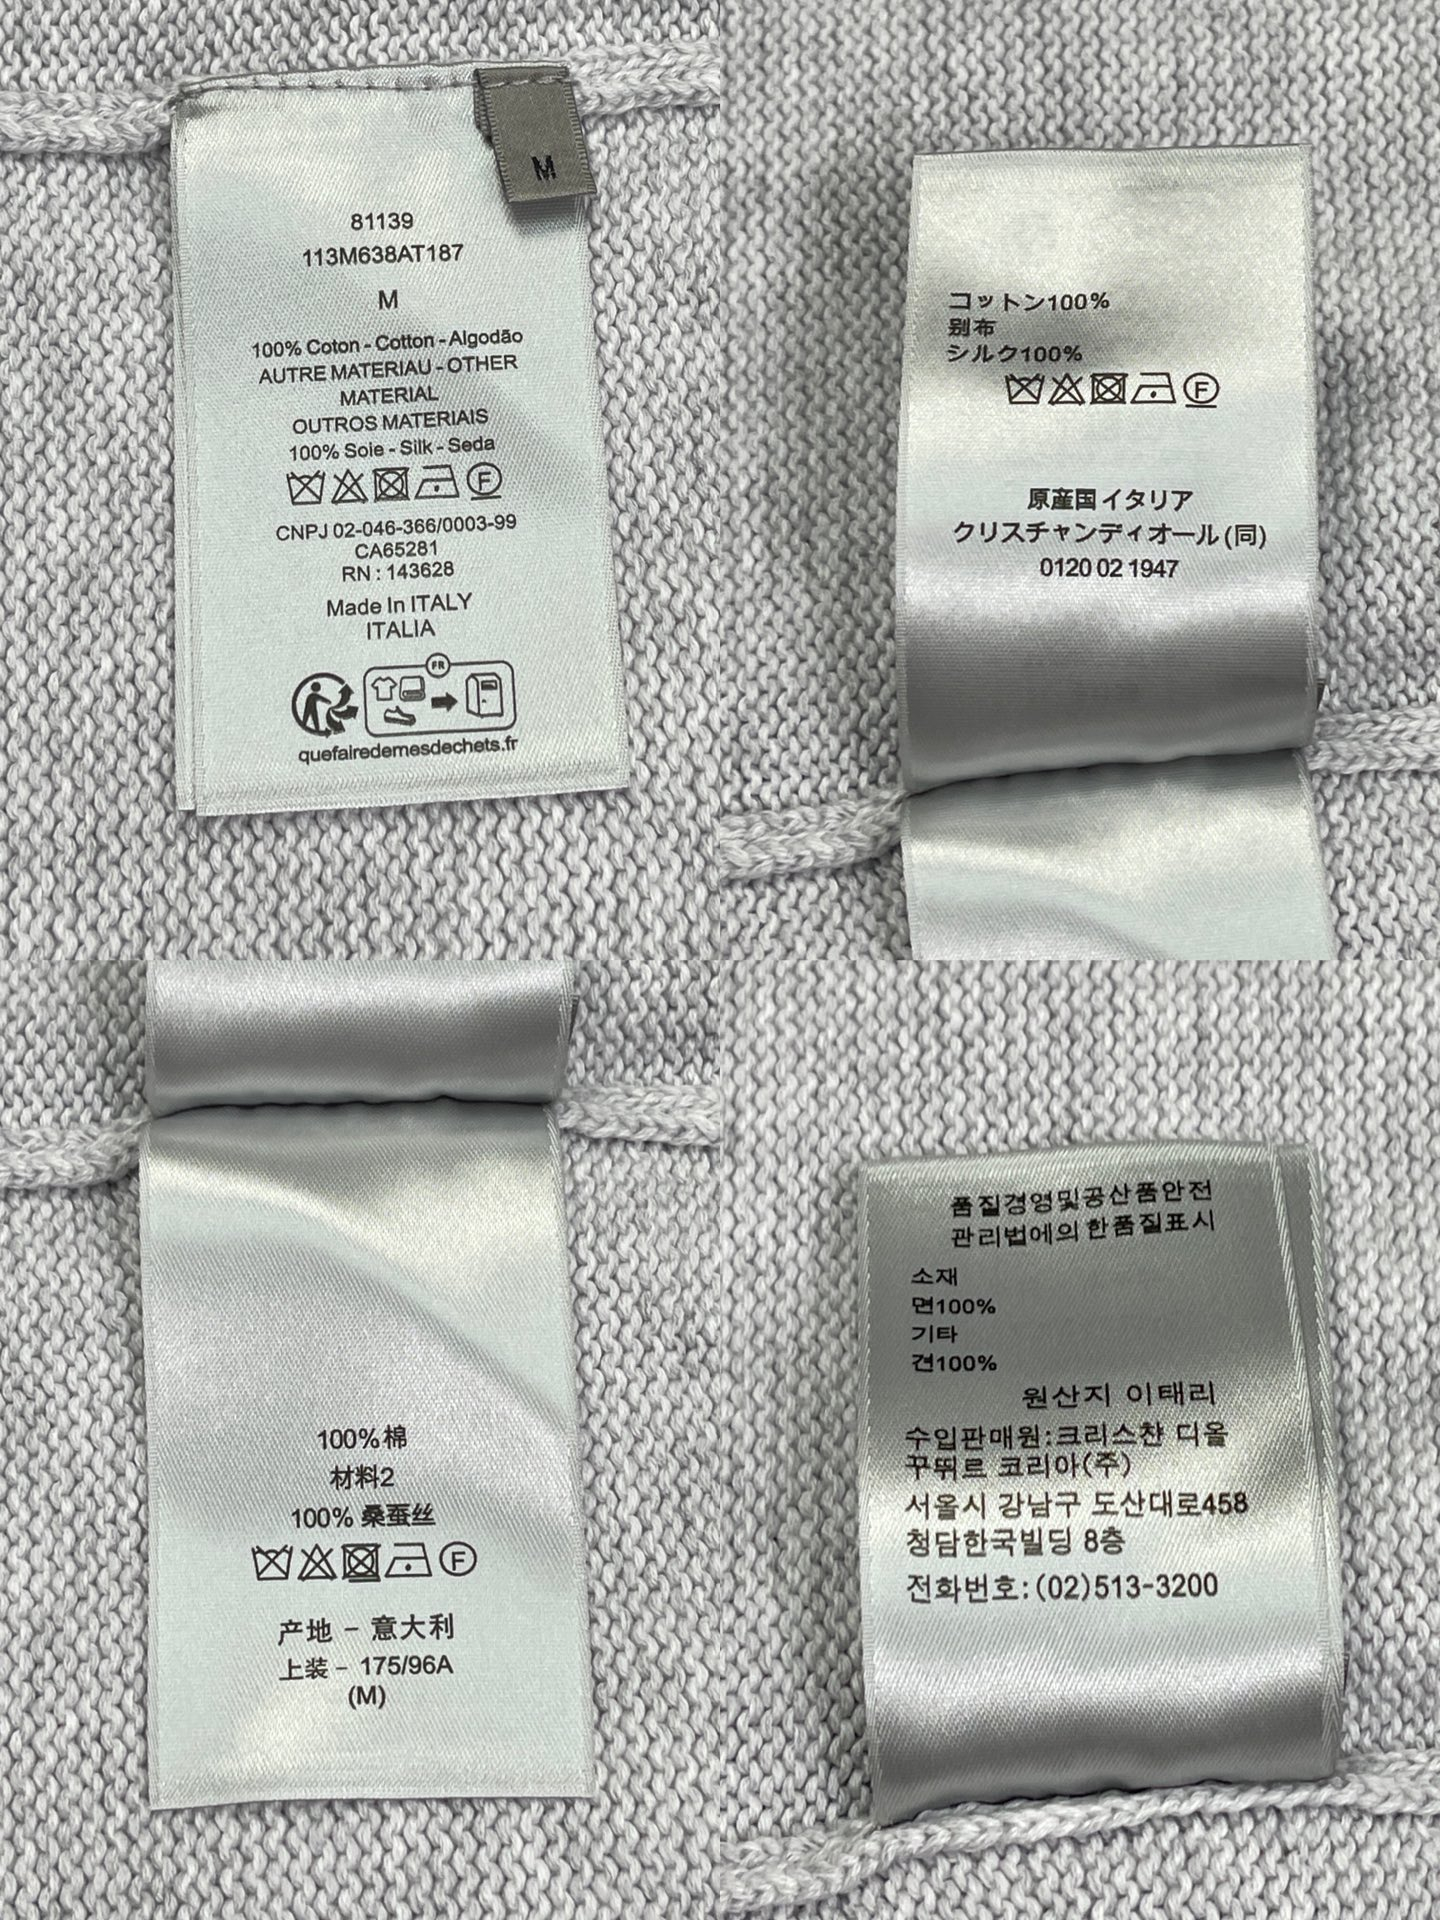 M
81139
113M638AT187
M
100% Coton - Cotton - Algodão
AUTRE MATERIAU - OTHER
MATERIAL
OUTROS MATERIAIS
100% Soie - Silk - Seda
F
CNPJ 02-046-366/0003-99
CA65281
RN : 143628
Made In ITALY
ITALIA
FR
quefairedemesdechets.fr
コットン100%
別布
シルク100%
F
原産国イタリア
クリスチャンディオール(同)
0120 02 1947
100%棉
材料2
100% 桑蚕丝
F
产地 - 意大利
上装 - 175/96A
(M)
품질경영및공산품안전
관리법에의한품질표시
소재
면100%
기타
견100%
원산지 이태리
수입판매원:크리스챤 디올
꾸뛰르 코리아(주)
서울시 강남구 도산대로458
청담한국빌딩 8층
전화번호:(02)513-3200